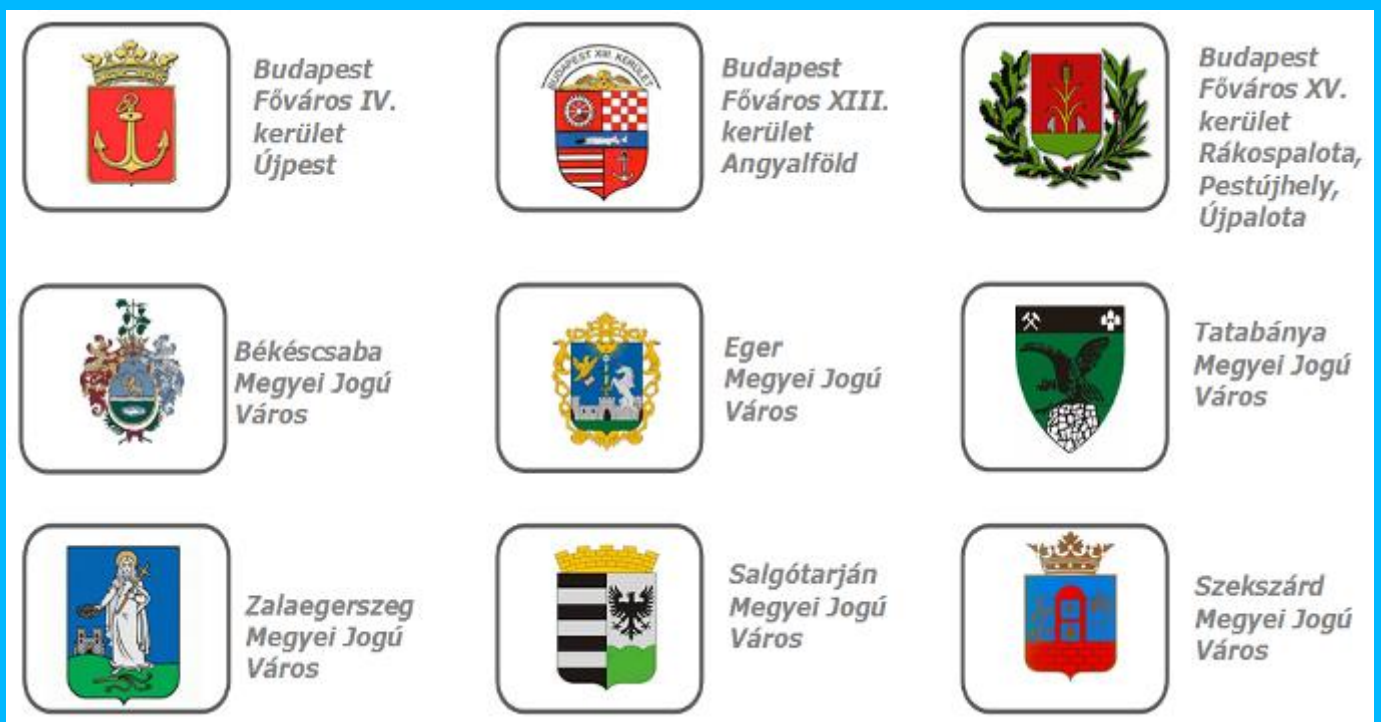 Budapest
Főváros IV.
kerület
Újpest
BUDAPEST XIII. KERÜLET
Budapest
Főváros XIII.
kerület
Angyalföld
Budapest
Főváros XV.
kerület
Rákospalota,
Pestújhely,
Újpalota
Békéscsaba
Megyei Jogú
Város
Eger
Megyei Jogú
Város
Tatabánya
Megyei Jogú
Város
Zalaegerszeg
Megyei Jogú
Város
Salgótarján
Megyei Jogú
Város
Szekszárd
Megyei Jogú
Város